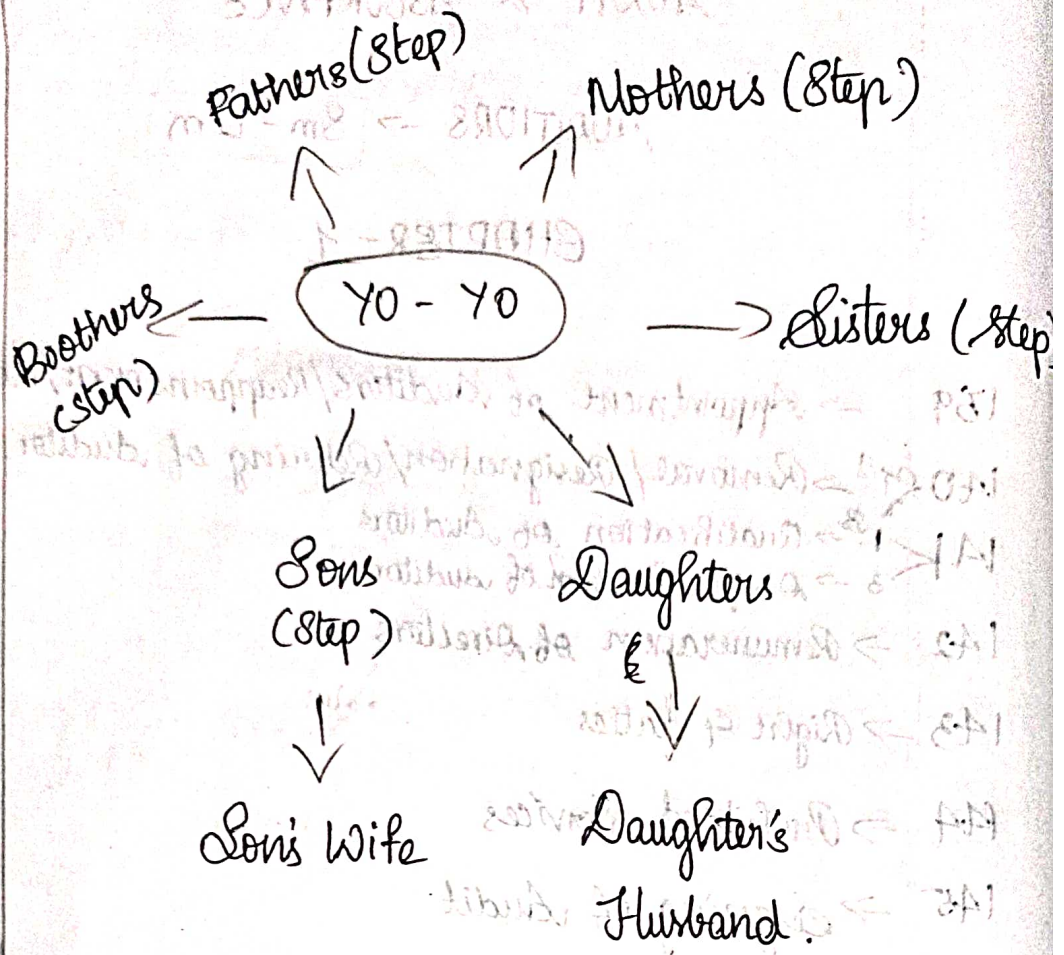 Fathers (Step)
Mothers (Step)
YO - YO
Brothers
(step)
Sisters (Step)
Sons
(Step)
Daughters
Son's Wife
Daughter's
Husband.